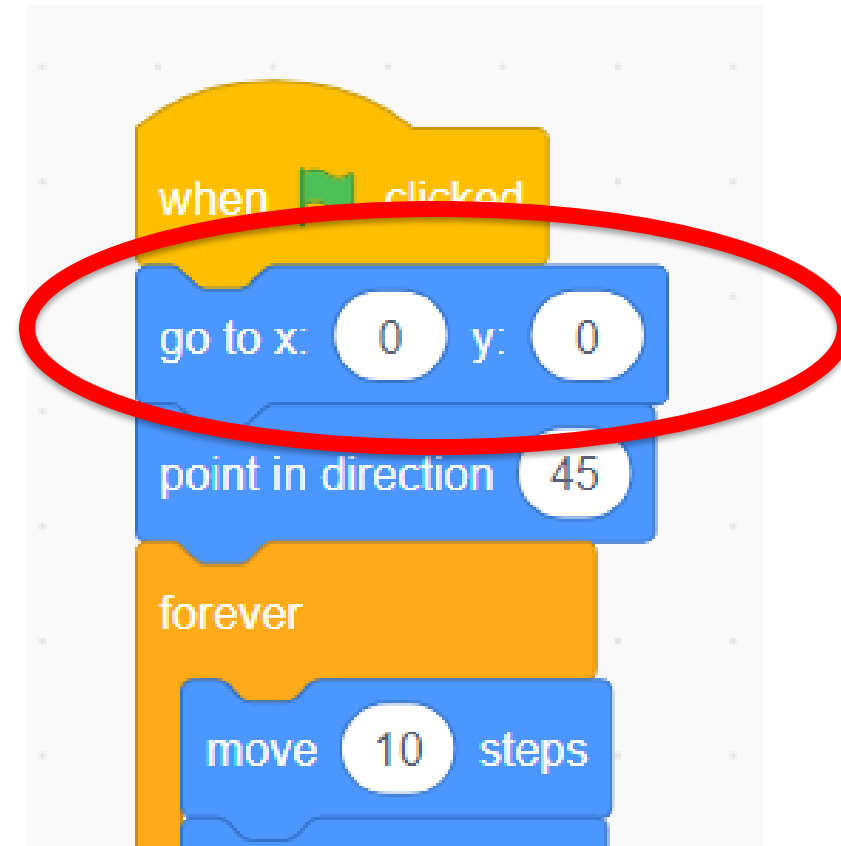 when clicked
go to x: 0 y: 0
point in direction 45
forever
move 10 steps